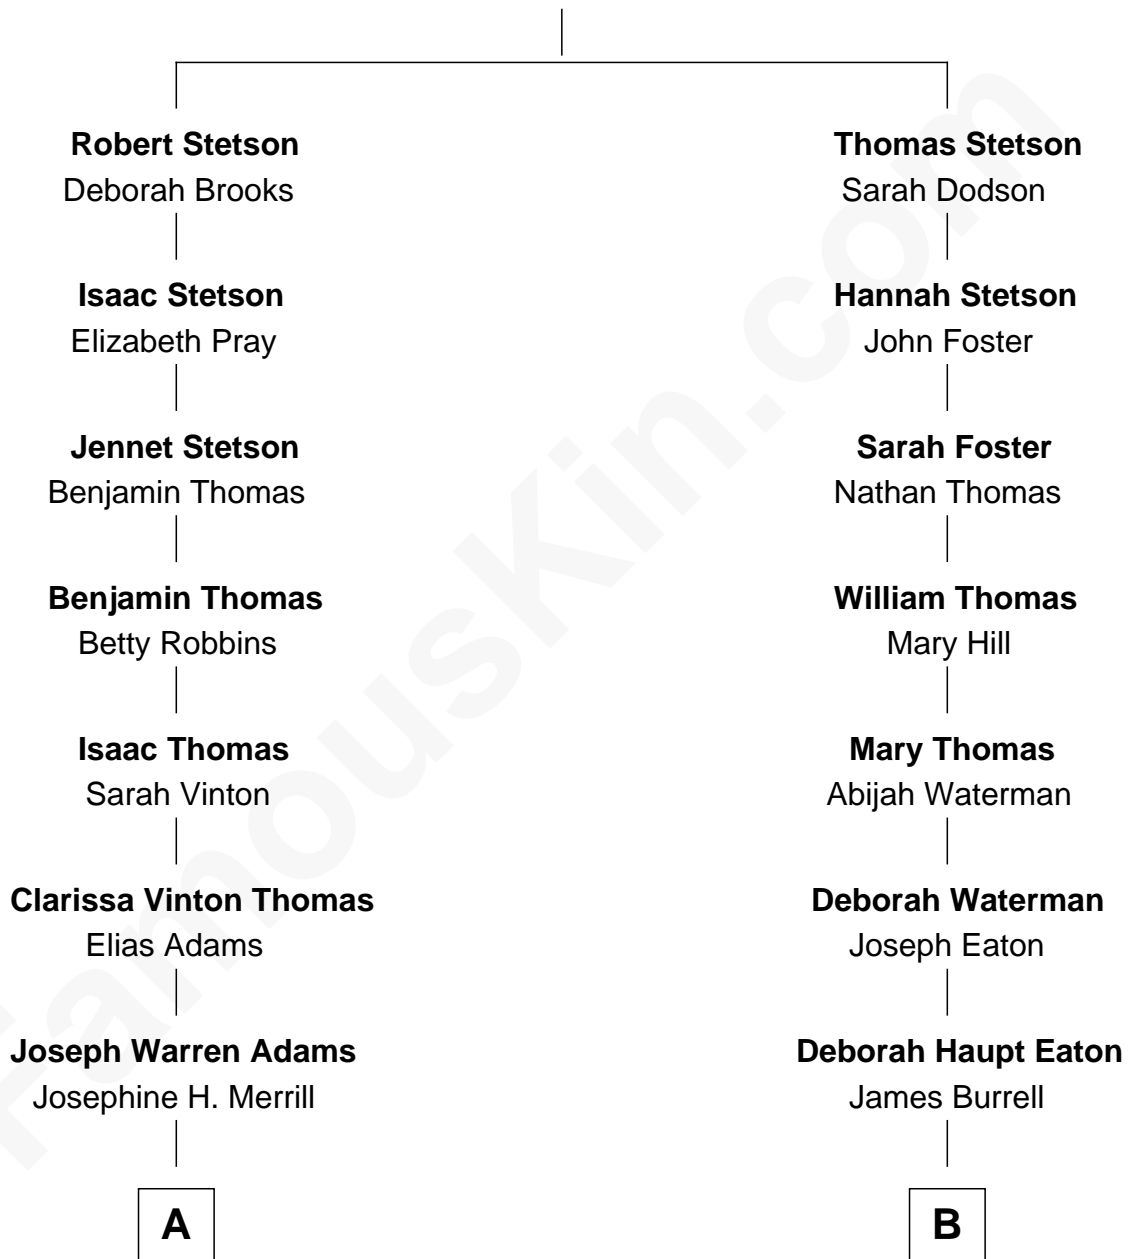 Robert Stetson
Deborah Brooks
Isaac Stetson
Elizabeth Pray
Jennet Stetson
Benjamin Thomas
Benjamin Thomas
Betty Robbins
Isaac Thomas
Sarah Vinton
Clarissa Vinton Thomas
Elias Adams
Joseph Warren Adams
Josephine H. Merrill
A
Thomas Stetson
Sarah Dodson
Hannah Stetson
John Foster
Sarah Foster
Nathan Thomas
William Thomas
Mary Hill
Mary Thomas
Abijah Waterman
Deborah Waterman
Joseph Eaton
Deborah Haupt Eaton
James Burrell
B
FamousKin.com